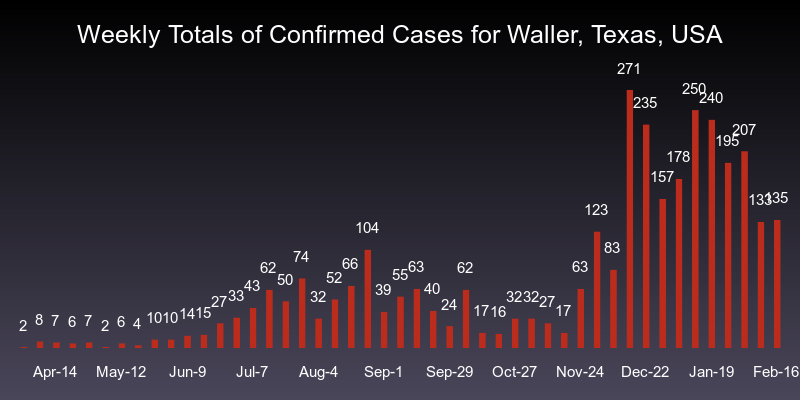 Weekly Totals of Confirmed Cases for Waller, Texas, USA
2 8 7 6 7 2 6 4 10 10 14 15 27 33 43 62 50 74 32 52 66 104 39 55 63 40 24 62 17 16 32 32 27 17 63 123 83 271 235 157 178 250 240 195 207 133 135
Apr-14 May-12 Jun-9 Jul-7 Aug-4 Sep-1 Sep-29 Oct-27 Nov-24 Dec-22 Jan-19 Feb-16